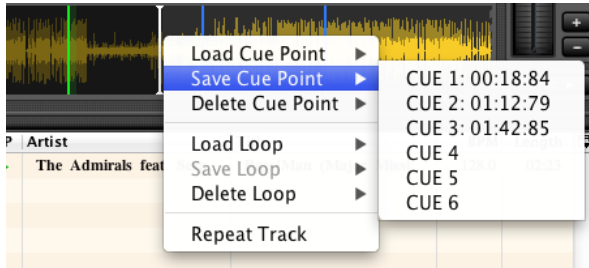 +
-
Load Cue Point
Save Cue Point
Delete Cue Point
Load Loop
Save Loop
Delete Loop
Repeat Track
CUE 1: 00:18:84
CUE 2: 01:12:79
CUE 3: 01:42:85
CUE 4
CUE 5
CUE 6
P Artist
The Admirals feat